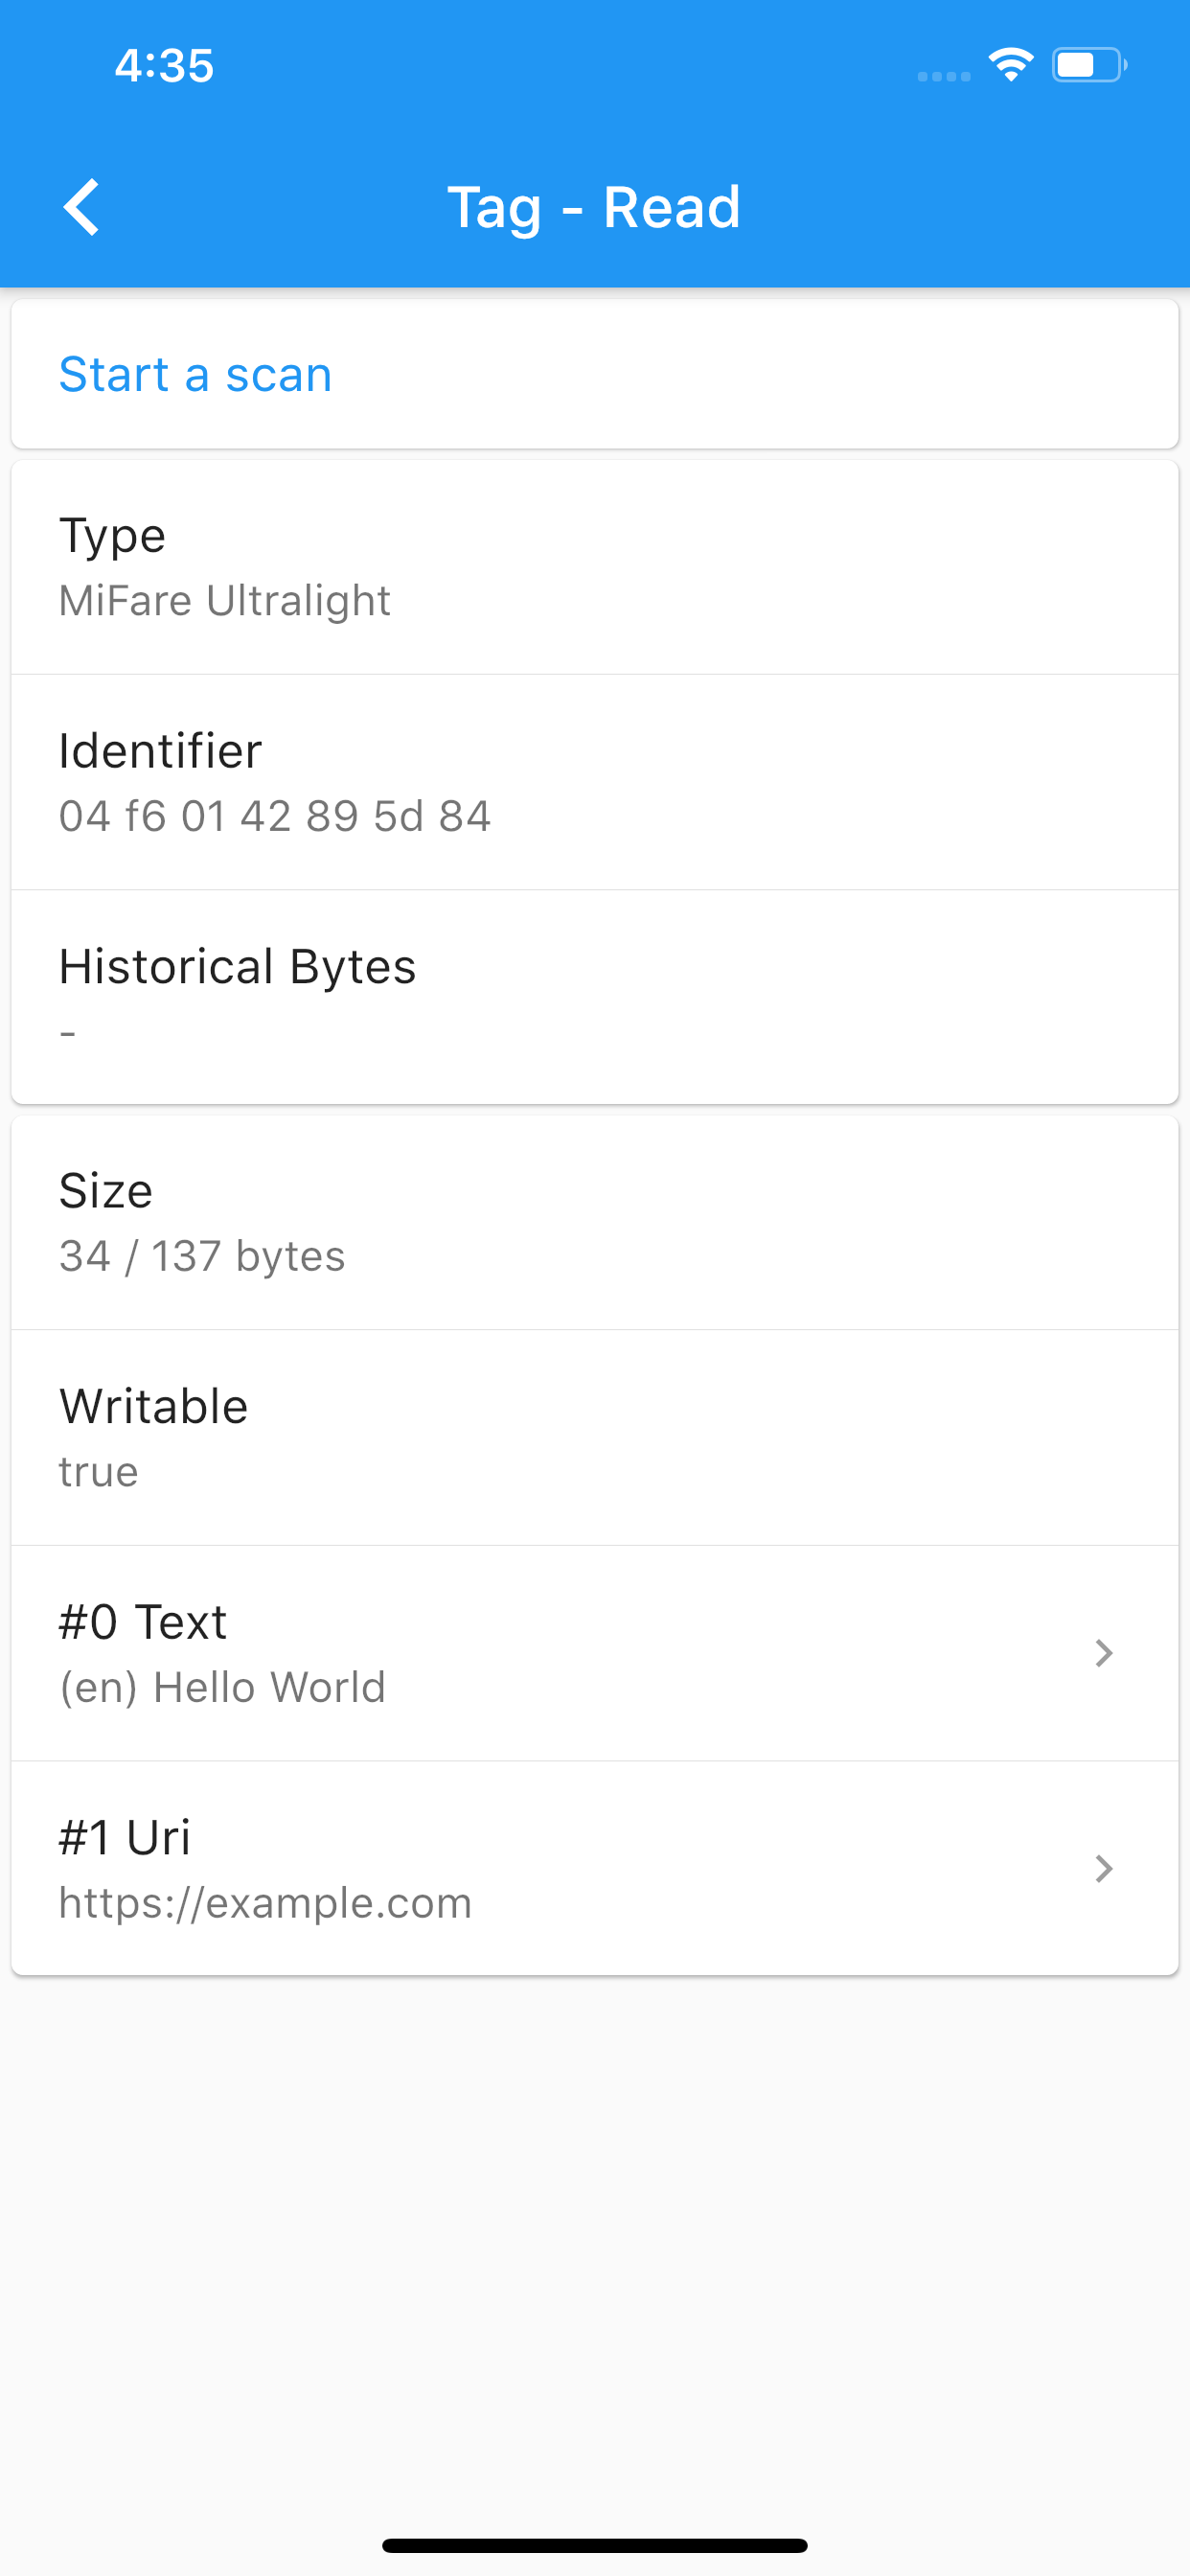 4:35
Tag - Read
Start a scan
Type
MiFare Ultralight
Identifier
04 f6 01 42 89 5d 84
Historical Bytes
-
Size
34 / 137 bytes
Writable
true
#0 Text
(en) Hello World
#1 Uri
https://example.com